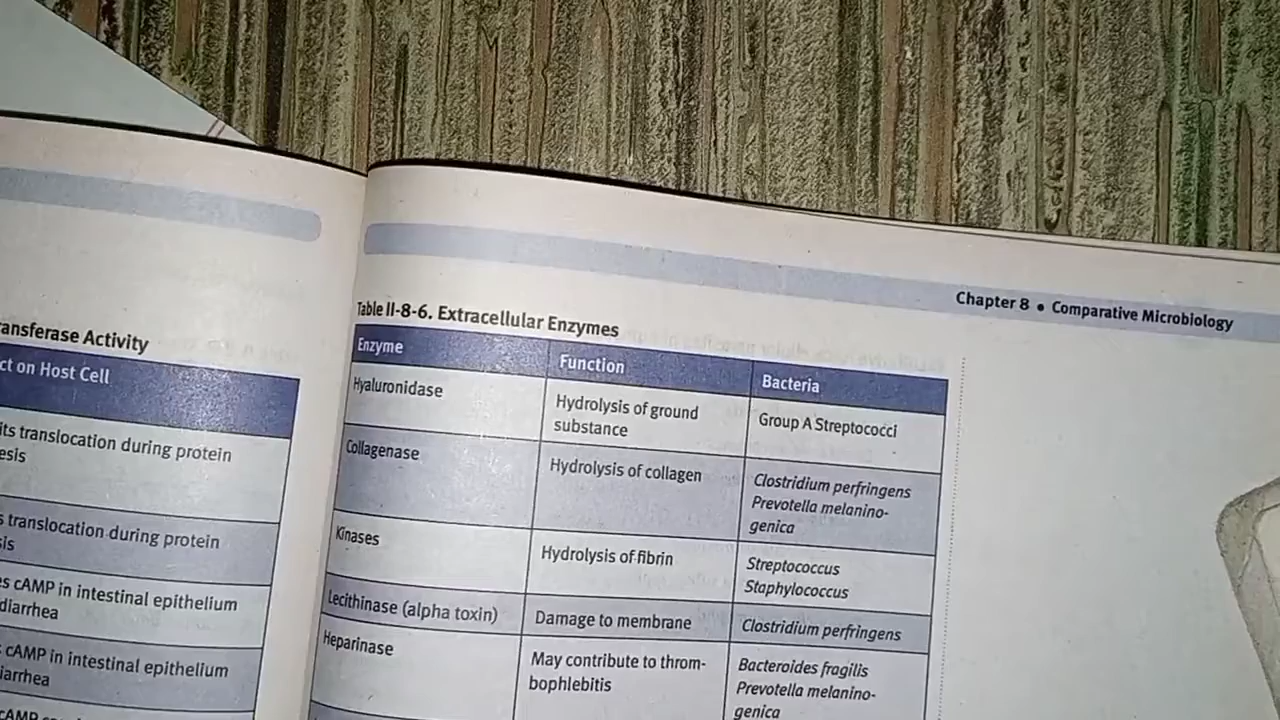 ansferase Activity
ct on Host Cell
its translocation during protein
esis
s translocation during protein
sis
es cAMP in intestinal epithelium
diarrhea
cAMP in intestinal epithelium
iarrhea
Chapter 8 • Comparative Microbiology
Table II-8-6. Extracellular Enzymes
Enzyme
Function
Bacteria
Hyaluronidase
Hydrolysis of ground
substance
Group A Streptococci
Collagenase
Hydrolysis of collagen
Clostridium perfringens
Prevotella melanino-
genica
Kinases
Hydrolysis of fibrin
Streptococcus
Staphylococcus
Lecithinase (alpha toxin)
Damage to membrane
Clostridium perfringens
Heparinase
May contribute to throm-
bophlebitis
Bacteroides fragilis
Prevotella melanino-
genica